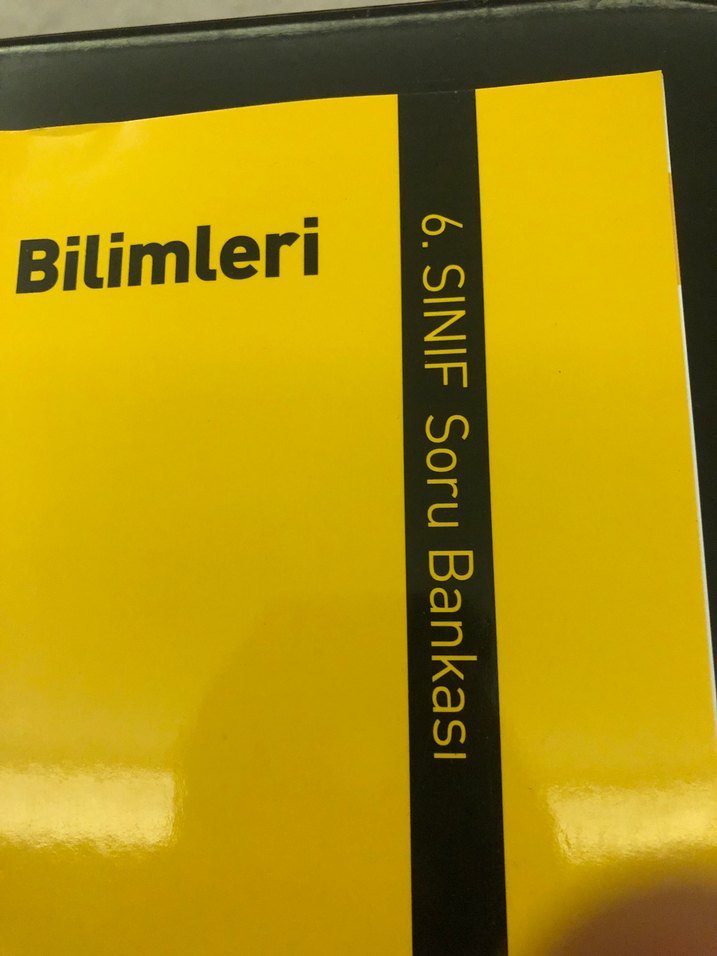 Bilimleri
6. SINIF Soru Bankası